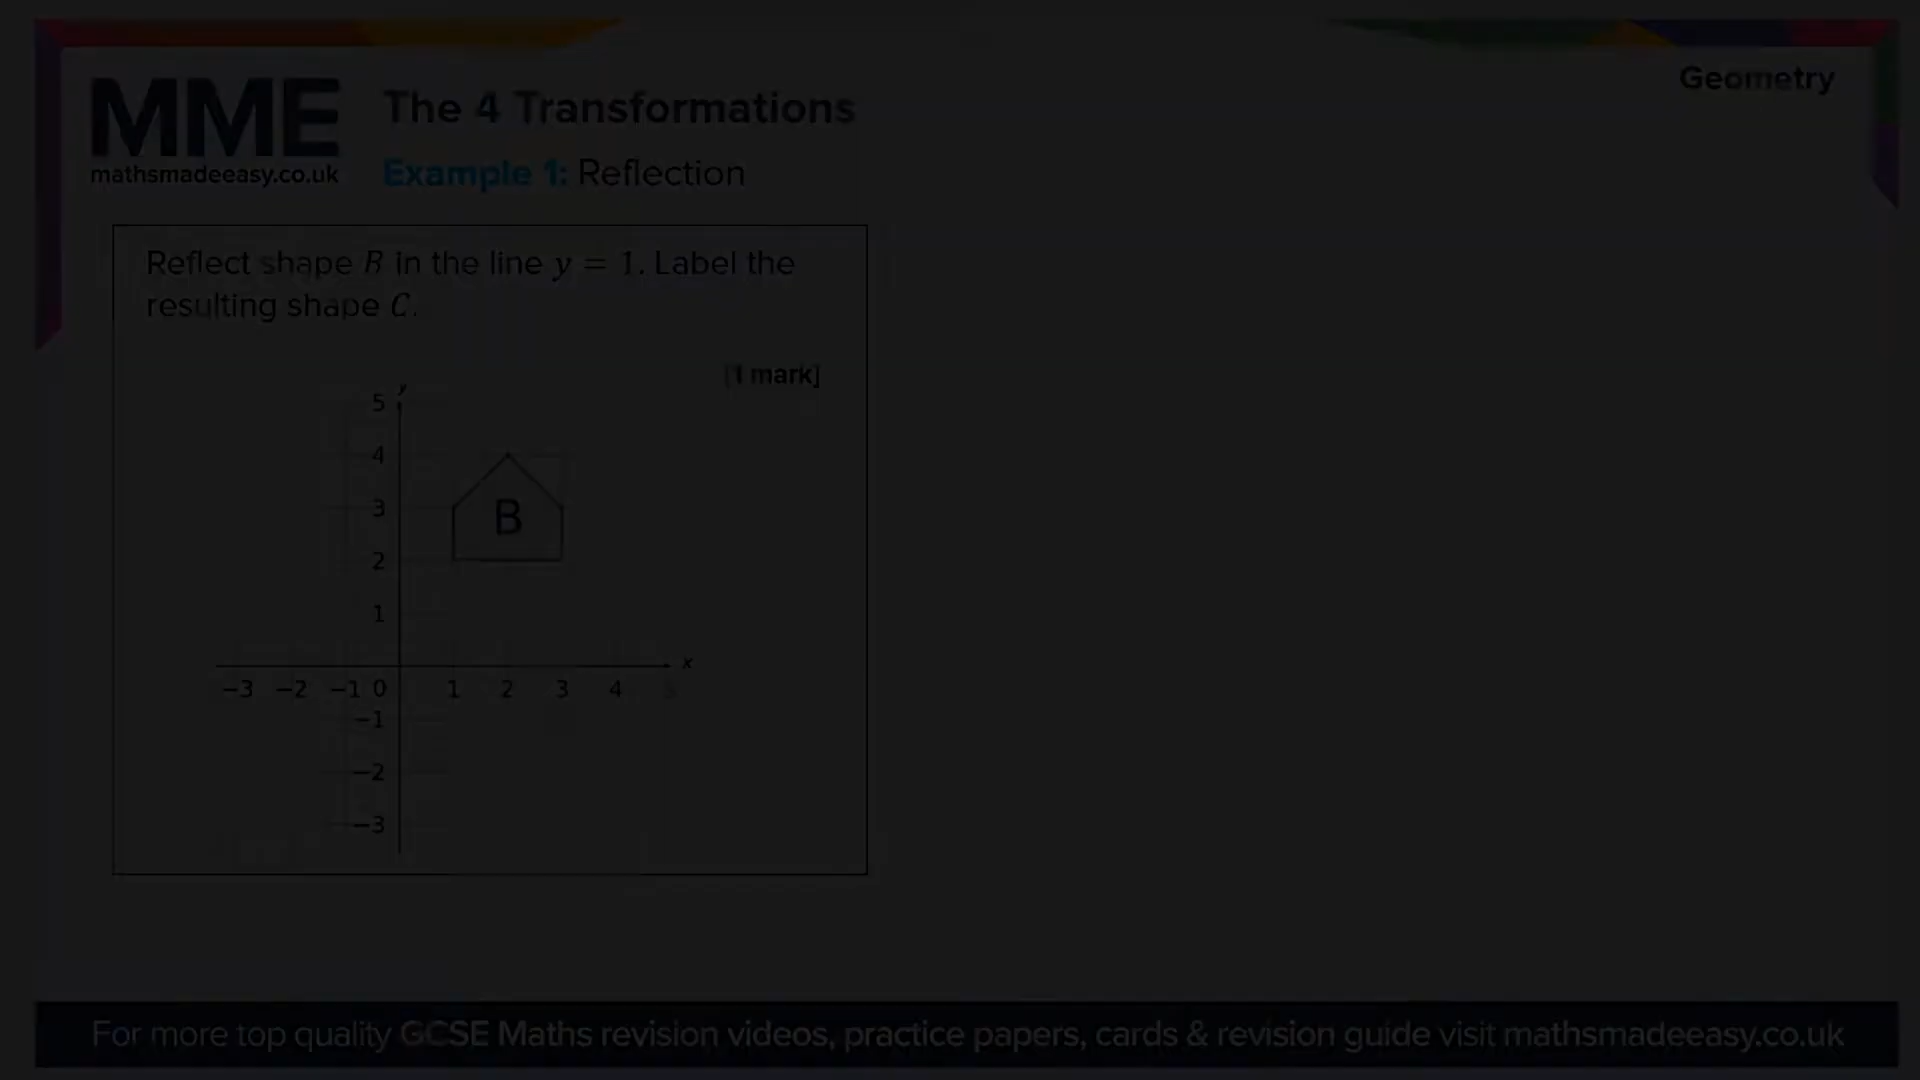 Geometry
MME
mathsmadeeasy.co.uk
The 4 Transformations
Example 1: Reflection
Reflect shape B in the line y = 1. Label the
resulting shape C.
[1 mark]
y
5
4
3
B
2
1
x
−3 −2 −1 0 1 2 3 4
−1
−2
−3
For more top quality GCSE Maths revision videos, practice papers, cards & revision guide visit mathsmadeeasy.co.uk